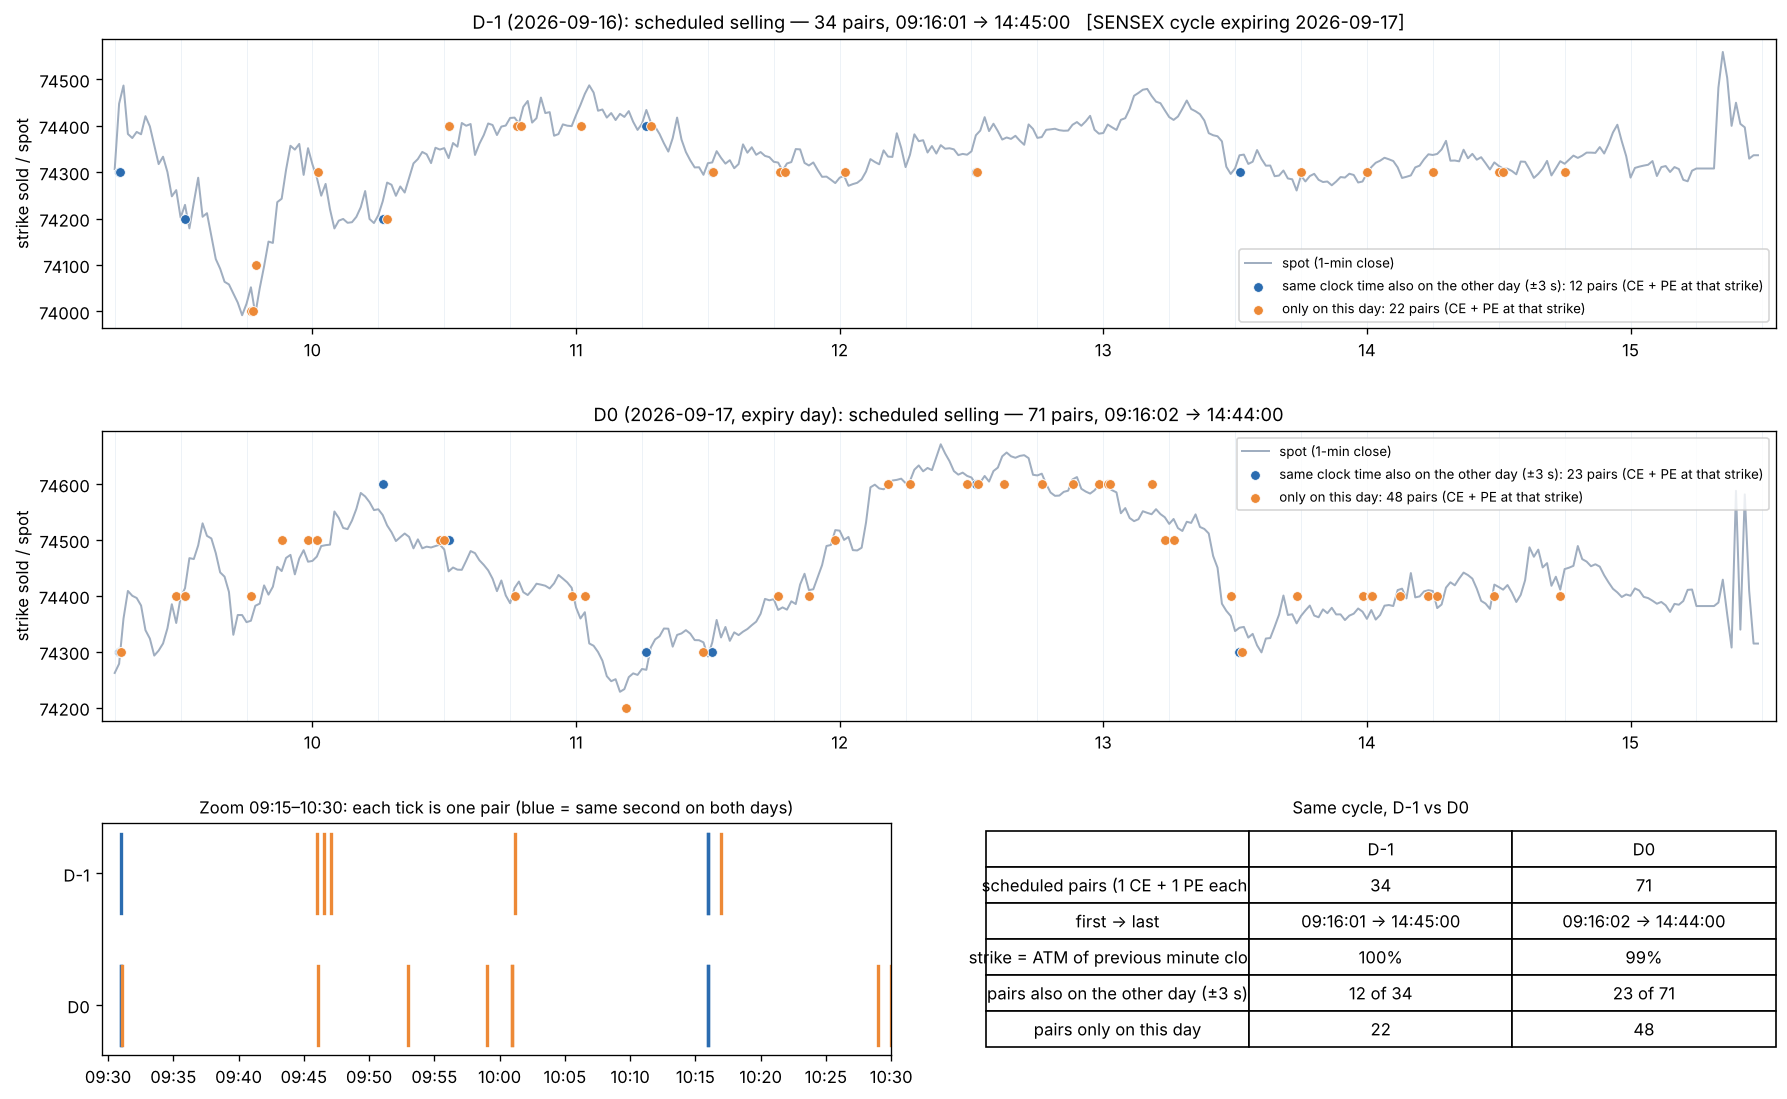 D-1 (2026-09-16): scheduled selling — 34 pairs, 09:16:01 → 14:45:00 [SENSEX cycle expiring 2026-09-17]
strike sold / spot
74500
74400
74300
74200
74100
74000
spot (1-min close)
same clock time also on the other day (±3 s): 12 pairs (CE + PE at that strike)
only on this day: 22 pairs (CE + PE at that strike)
10 11 12 13 14 15
D0 (2026-09-17, expiry day): scheduled selling — 71 pairs, 09:16:02 → 14:44:00
strike sold / spot
74600
74500
74400
74300
74200
spot (1-min close)
same clock time also on the other day (±3 s): 23 pairs (CE + PE at that strike)
only on this day: 48 pairs (CE + PE at that strike)
10 11 12 13 14 15
Zoom 09:15–10:30: each tick is one pair (blue = same second on both days)
D-1
D0
09:30 09:35 09:40 09:45 09:50 09:55 10:00 10:05 10:10 10:15 10:20 10:25 10:30
Same cycle, D-1 vs D0
D-1 D0
scheduled pairs (1 CE + 1 PE each 34 71
first → last 09:16:01 → 14:45:00 09:16:02 → 14:44:00
strike = ATM of previous minute clo 100% 99%
pairs also on the other day (±3 s) 12 of 34 23 of 71
pairs only on this day 22 48